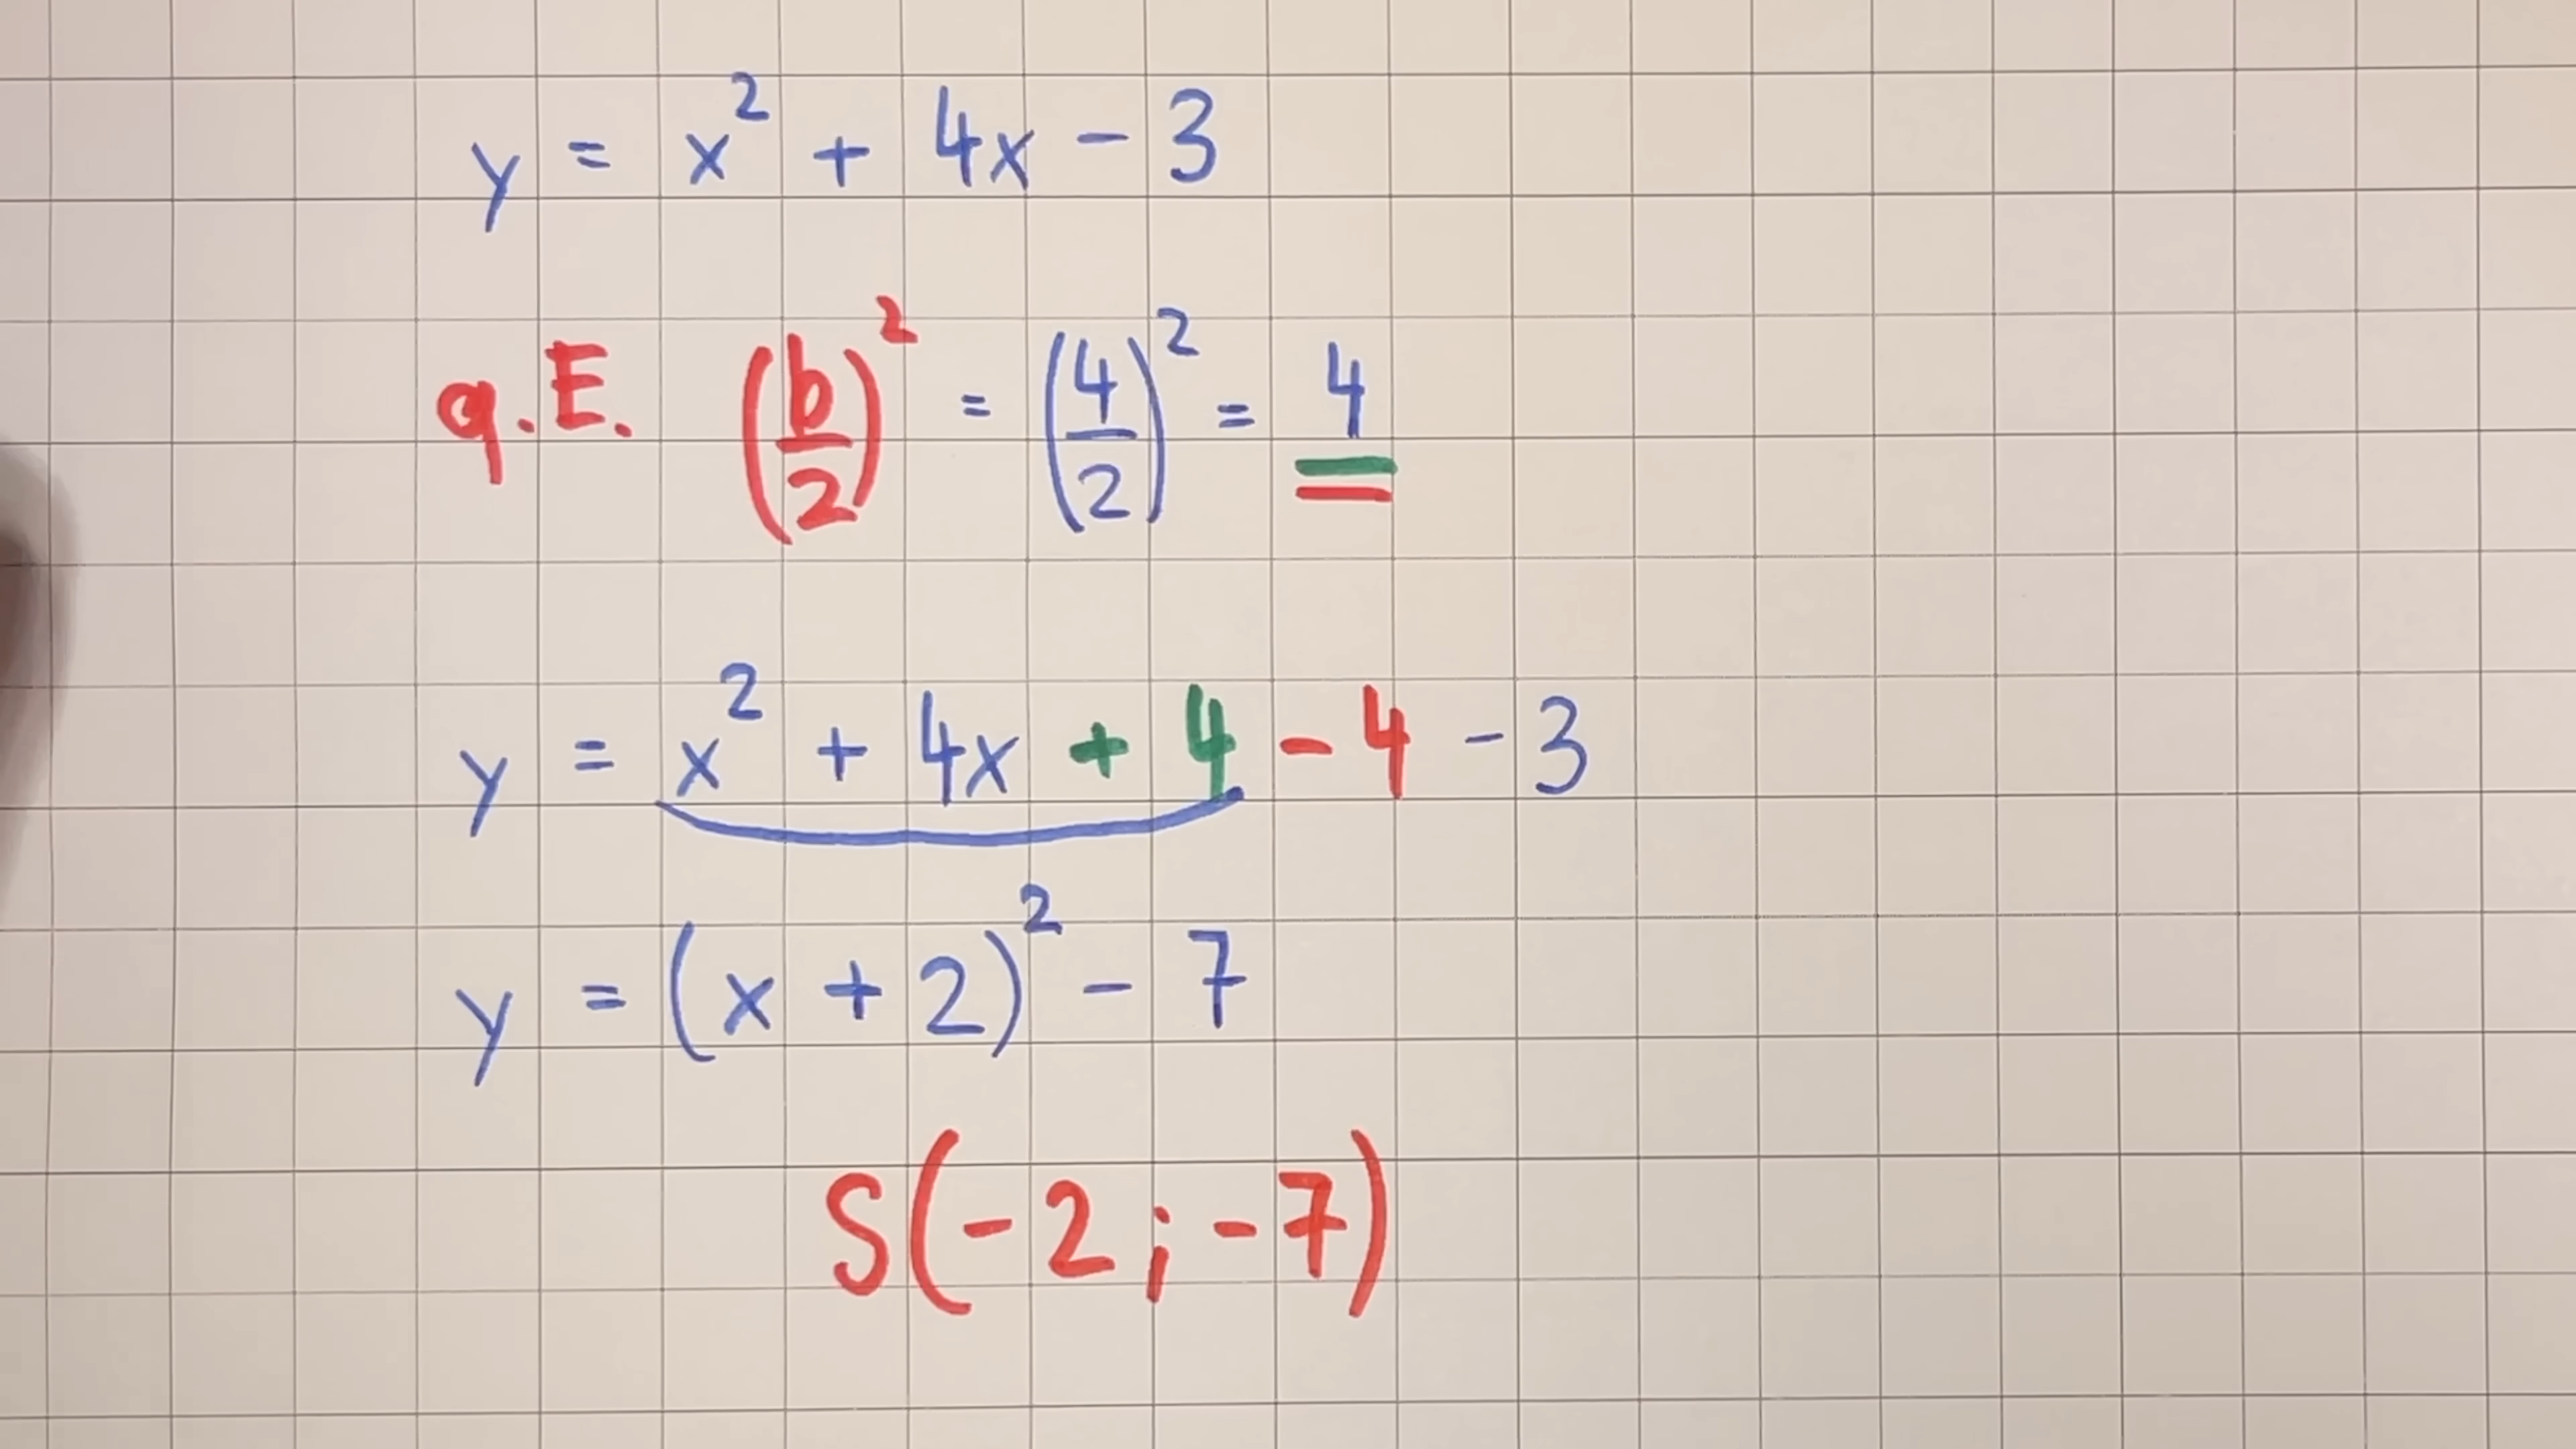 y = x² + 4x - 3
q.E. (b/2)² = (4/2)² = 4
y = x² + 4x + 4 - 4 - 3
y = (x + 2)² - 7
S(-2 ; -7)